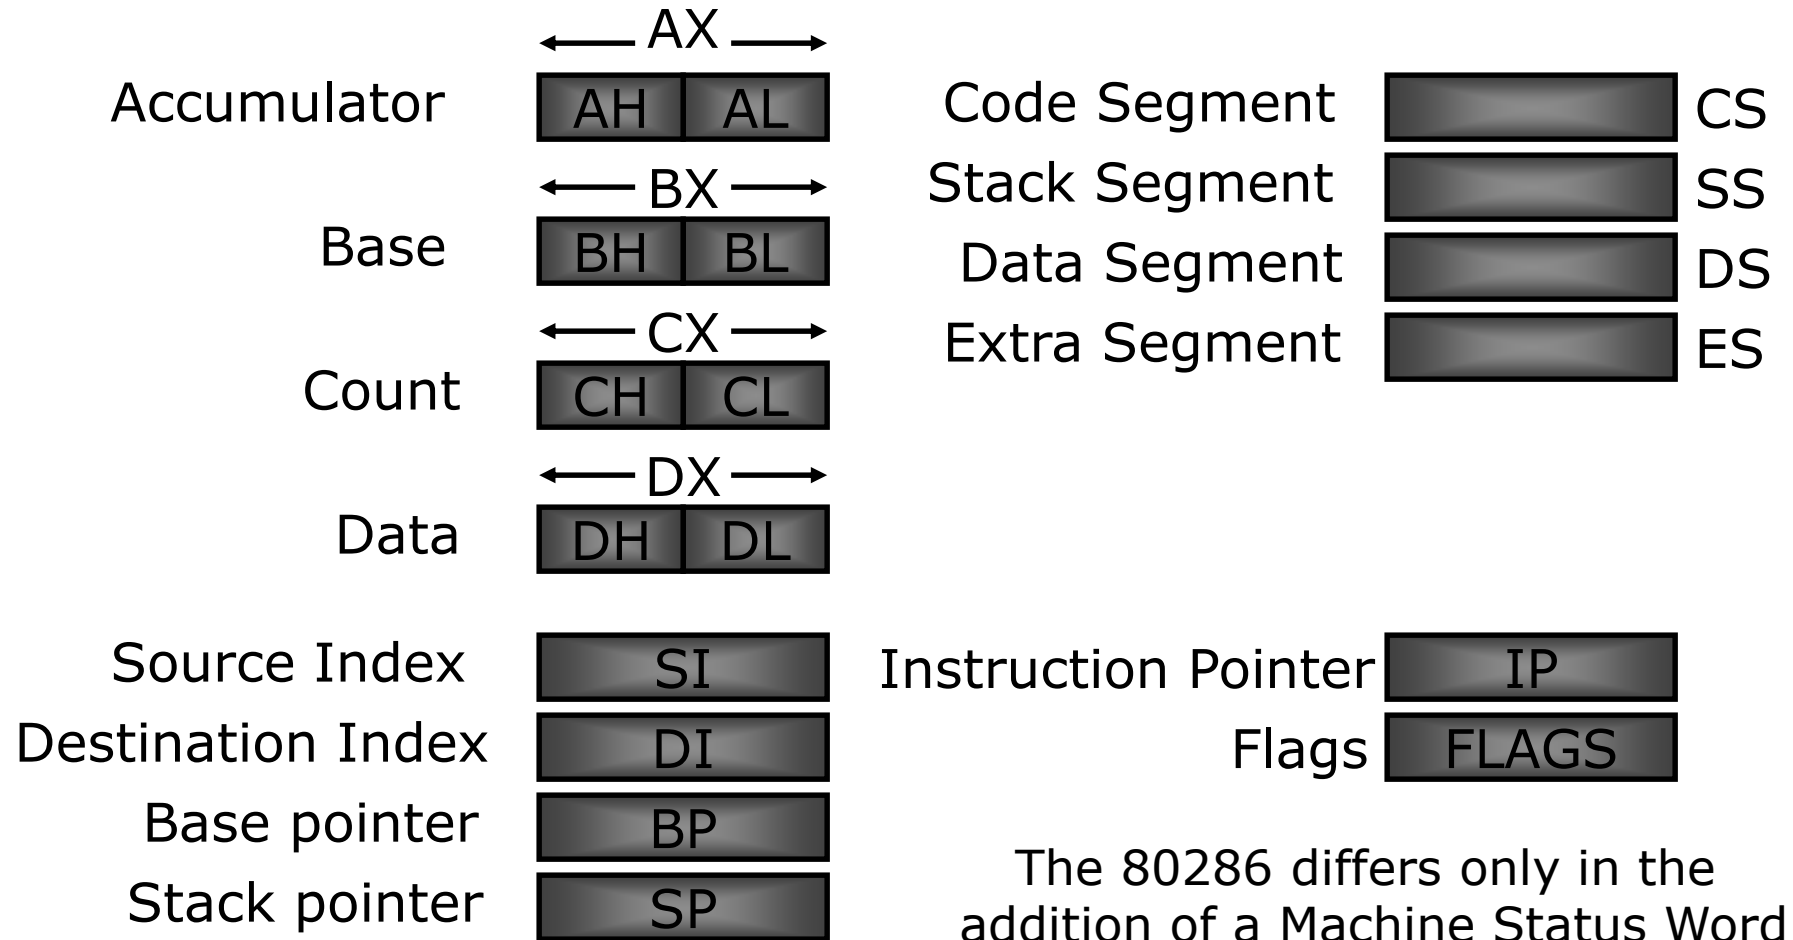 AX
Accumulator AH AL
BX
Base BH BL
CX
Count CH CL
DX
Data DH DL
Source Index SI
Destination Index DI
Base pointer BP
Stack pointer SP
Code Segment CS
Stack Segment SS
Data Segment DS
Extra Segment ES
Instruction Pointer IP
Flags FLAGS
The 80286 differs only in the
addition of a Machine Status Word